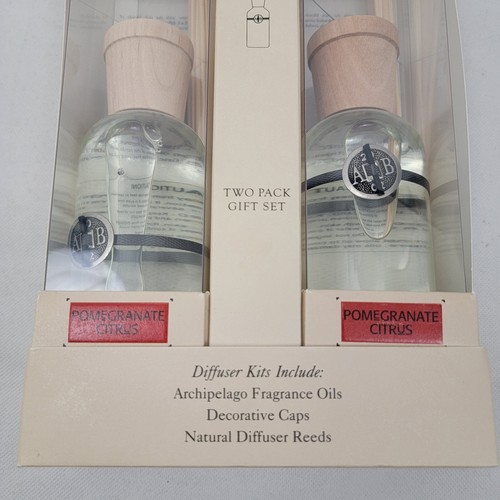 TWO PACK
GIFT SET
POMEGRANATE
CITRUS
POMEGRANATE
CITRUS
Diffuser Kits Include:
Archipelago Fragrance Oils
Decorative Caps
Natural Diffuser Reeds